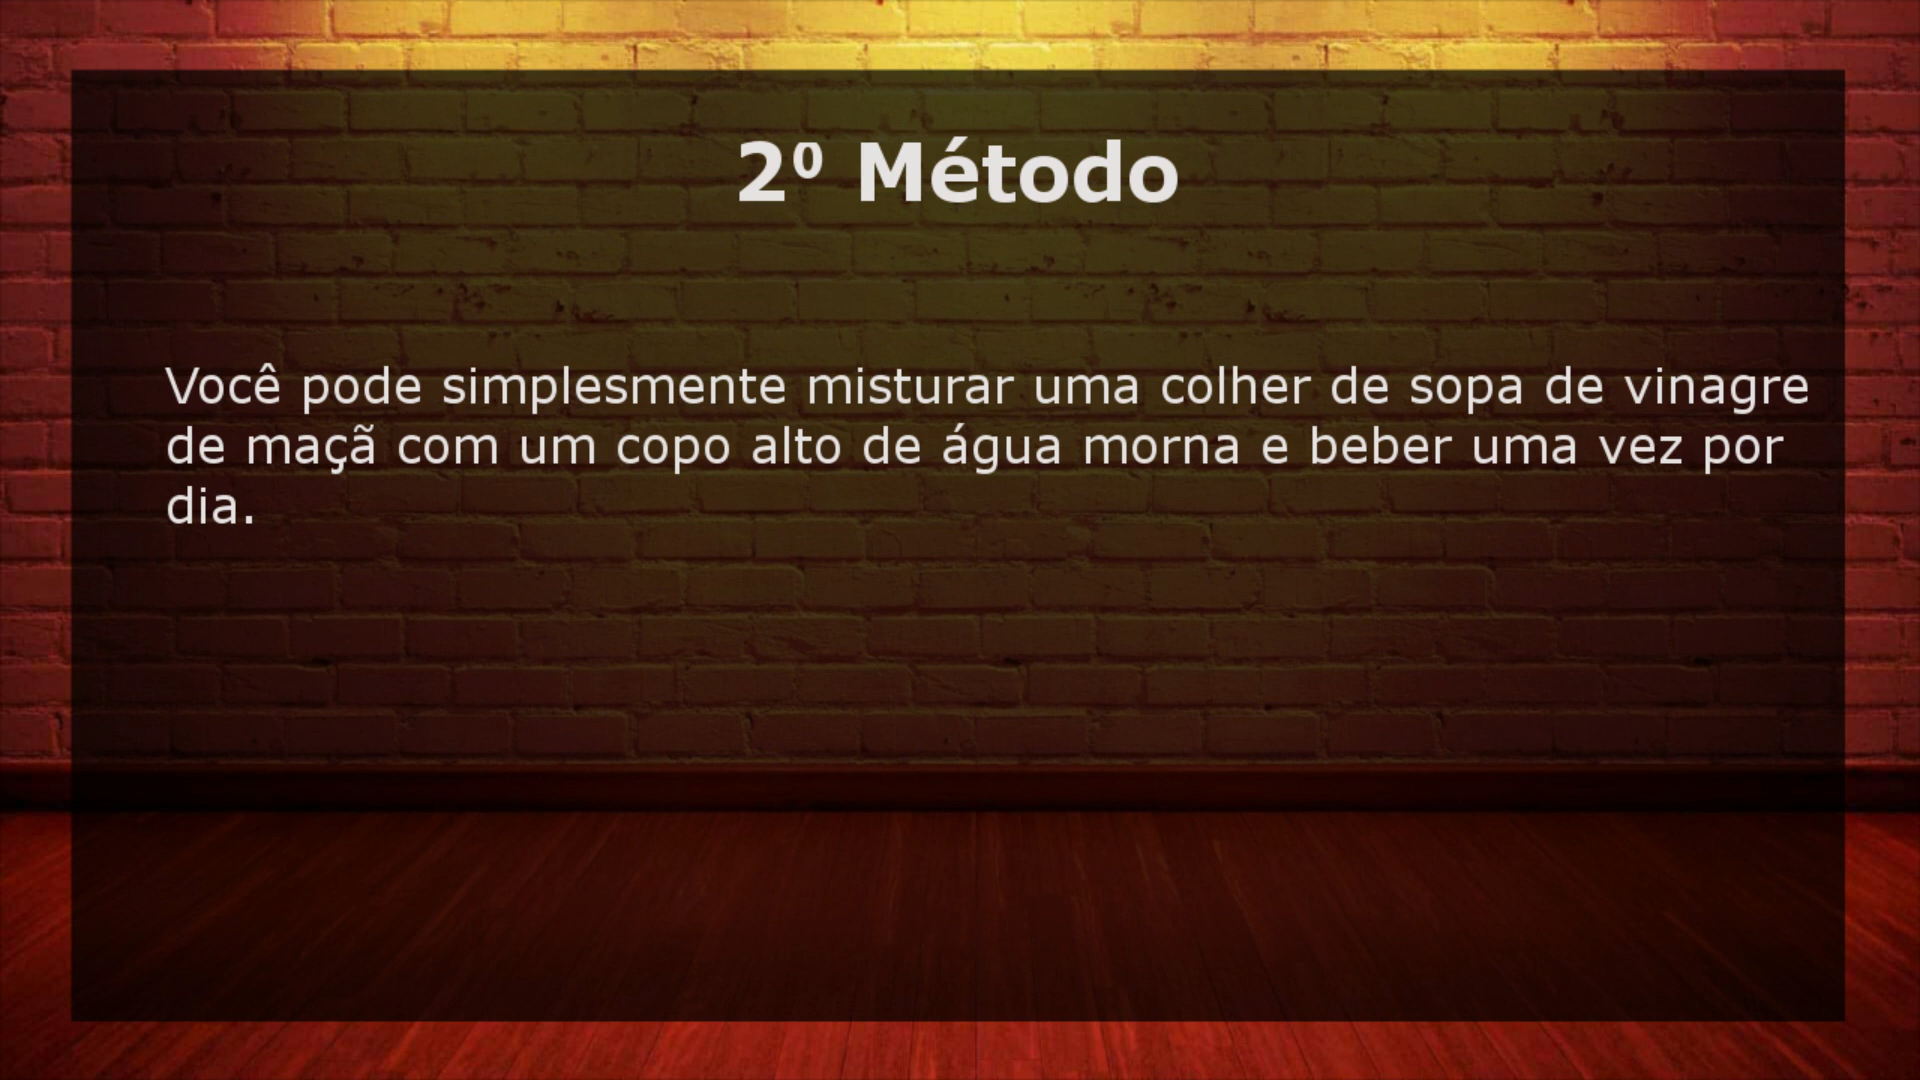 2⁰ Método
Você pode simplesmente misturar uma colher de sopa de vinagre
de maçã com um copo alto de água morna e beber uma vez por
dia.